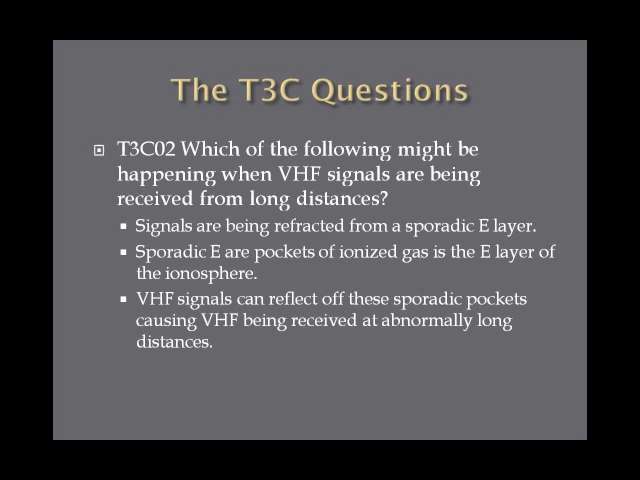 The T3C Questions
T3C02 Which of the following might be
happening when VHF signals are being
received from long distances?
Signals are being refracted from a sporadic E layer.
Sporadic E are pockets of ionized gas is the E layer of
the ionosphere.
VHF signals can reflect off these sporadic pockets
causing VHF being received at abnormally long
distances.